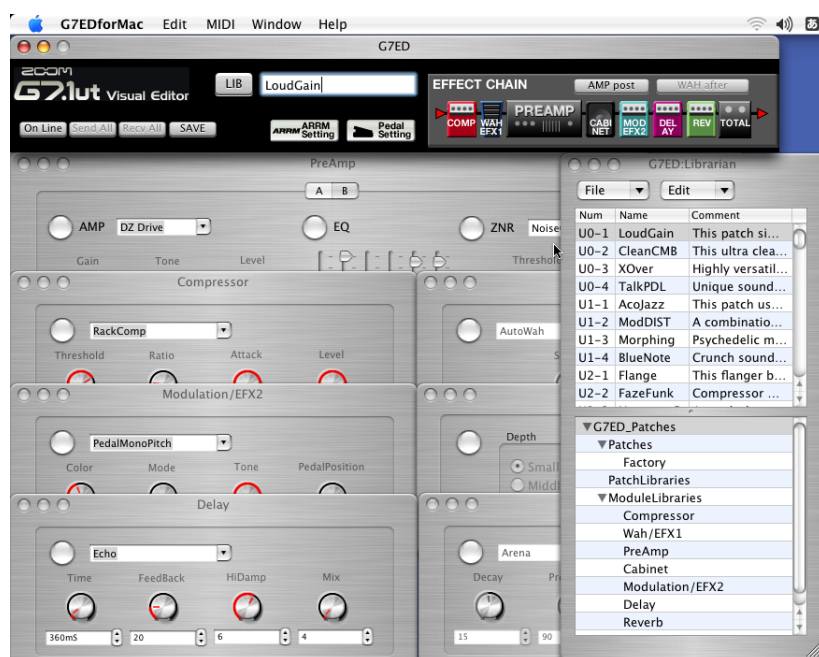 G7EDforMac Edit MIDI Window Help あ
G7ED
ZOOM
G7.1ut Visual Editor
LIB
LoudGain
On Line Send All Recv All SAVE
ARRM ARRM Setting
Pedal Setting
EFFECT CHAIN AMP post WAH after
COMP WAH EFX1 PREAMP CABI NET MOD EFX2 DEL AY REV TOTAL
PreAmp
A B
AMP DZ Drive EQ ZNR
Gain Tone Level
Compressor
RackComp
Threshold Ratio Attack Level
AutoWah
Modulation/EFX2
PedalMonoPitch
Color Mode Tone PedalPosition
Depth
Small
Delay
Echo
Time FeedBack HiDamp Mix
360mS 20 6 4
Arena
Decay
15 90
G7ED:Librarian
File Edit
Num Name Comment
U0-1 LoudGain This patch si...
U0-2 CleanCMB This ultra clea...
U0-3 XOver Highly versatil...
U0-4 TalkPDL Unique sound...
U1-1 AcoJazz This patch us...
U1-2 ModDIST A combinatio...
U1-3 Morphing Psychedelic m...
U1-4 BlueNote Crunch sound...
U2-1 Flange This flanger b...
U2-2 FazeFunk Compressor ...
G7ED_Patches
Patches
Factory
PatchLibraries
ModuleLibraries
Compressor
Wah/EFX1
PreAmp
Cabinet
Modulation/EFX2
Delay
Reverb